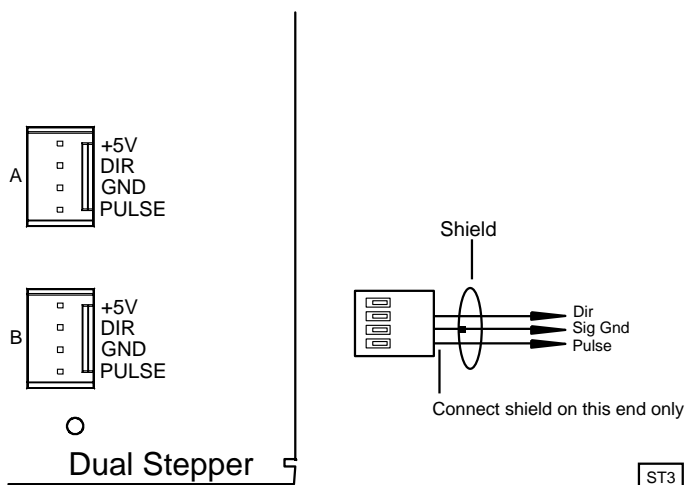 A
+5V
DIR
GND
PULSE
B
+5V
DIR
GND
PULSE
Dual Stepper
Shield
Dir
Sig Gnd
Pulse
Connect shield on this end only
ST3